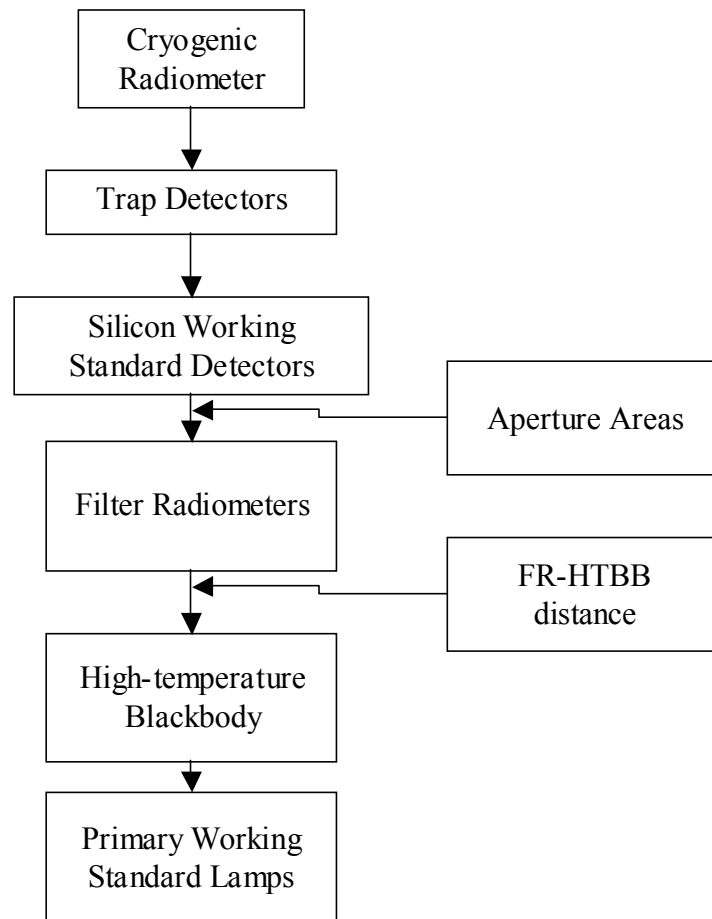 Cryogenic
Radiometer
Trap Detectors
Silicon Working
Standard Detectors
Aperture Areas
Filter Radiometers
FR-HTBB
distance
High-temperature
Blackbody
Primary Working
Standard Lamps